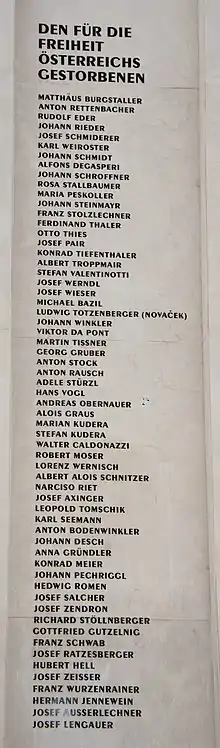 DEN FÜR DIE
FREIHEIT
ÖSTERREICHS
GESTORBENEN
MATTHÄUS BURGSTALLER
ANTON RETTENBACHER
RUDOLF EDER
JOHANN RIEDER
JOSEF SCHMIDERER
KARL WEIROSTER
JOHANN SCHMIDT
ALFONS DEGASPERI
JOHANN SCHROFFNER
ROSA STALLBAUMER
MARIA PESKOLLER
JOHANN STEINMAYR
FRANZ STOLZLECHNER
FERDINAND THALER
OTTO THIES
JOSEF PAIR
KONRAD TIEFENTHALER
ALBERT TROPPMAIR
STEFAN VALENTINOTTI
JOSEF WERNDL
JOSEF WIESER
MICHAEL BAZIL
LUDWIG TOTZENBERGER (NOVAČEK)
JOHANN WINKLER
VIKTOR DA PONT
MARTIN TISSNER
GEORG GRUBER
ANTON STOCK
ANTON RAUSCH
ADELE STÜRZL
HANS VOGL
ANDREAS OBERNAUER
ALOIS GRAUS
MARIAN KUDERA
STEFAN KUDERA
WALTER CALDONAZZI
ROBERT MOSER
LORENZ WERNISCH
ALBERT ALOIS SCHNITZER
NARCISO RIET
JOSEF AXINGER
LEOPOLD TOMSCHIK
KARL SEEMANN
ANTON BODENWINKLER
JOHANN DESCH
ANNA GRÜNDLER
KONRAD MEIER
JOHANN PECHRIGGL
HEDWIG ROMEN
JOSEF SALCHER
JOSEF ZENDRON
RICHARD STÖLLNBERGER
GOTTFRIED GUTZELNIG
FRANZ SCHWAB
JOSEF RATZESBERGER
HUBERT HELL
JOSEF ZEISSER
FRANZ WURZENRAINER
HERMANN JENNEWEIN
JOSEF AUSSERLECHNER
JOSEF LENGAUER